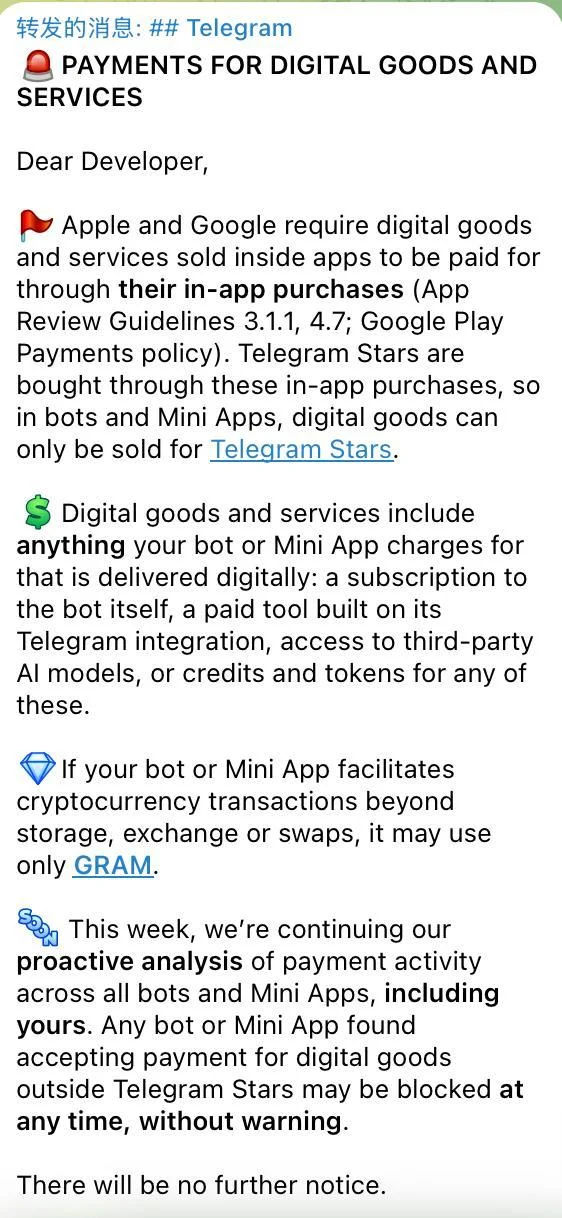 转发的消息: ## Telegram
🚨 PAYMENTS FOR DIGITAL GOODS AND
SERVICES
Dear Developer,
🚩 Apple and Google require digital goods
and services sold inside apps to be paid for
through their in-app purchases (App
Review Guidelines 3.1.1, 4.7; Google Play
Payments policy). Telegram Stars are
bought through these in-app purchases, so
in bots and Mini Apps, digital goods can
only be sold for Telegram Stars.
💲 Digital goods and services include
anything your bot or Mini App charges for
that is delivered digitally: a subscription to
the bot itself, a paid tool built on its
Telegram integration, access to third-party
AI models, or credits and tokens for any of
these.
💎 If your bot or Mini App facilitates
cryptocurrency transactions beyond
storage, exchange or swaps, it may use
only GRAM.
SOON This week, we’re continuing our
proactive analysis of payment activity
across all bots and Mini Apps, including
yours. Any bot or Mini App found
accepting payment for digital goods
outside Telegram Stars may be blocked at
any time, without warning.
There will be no further notice.